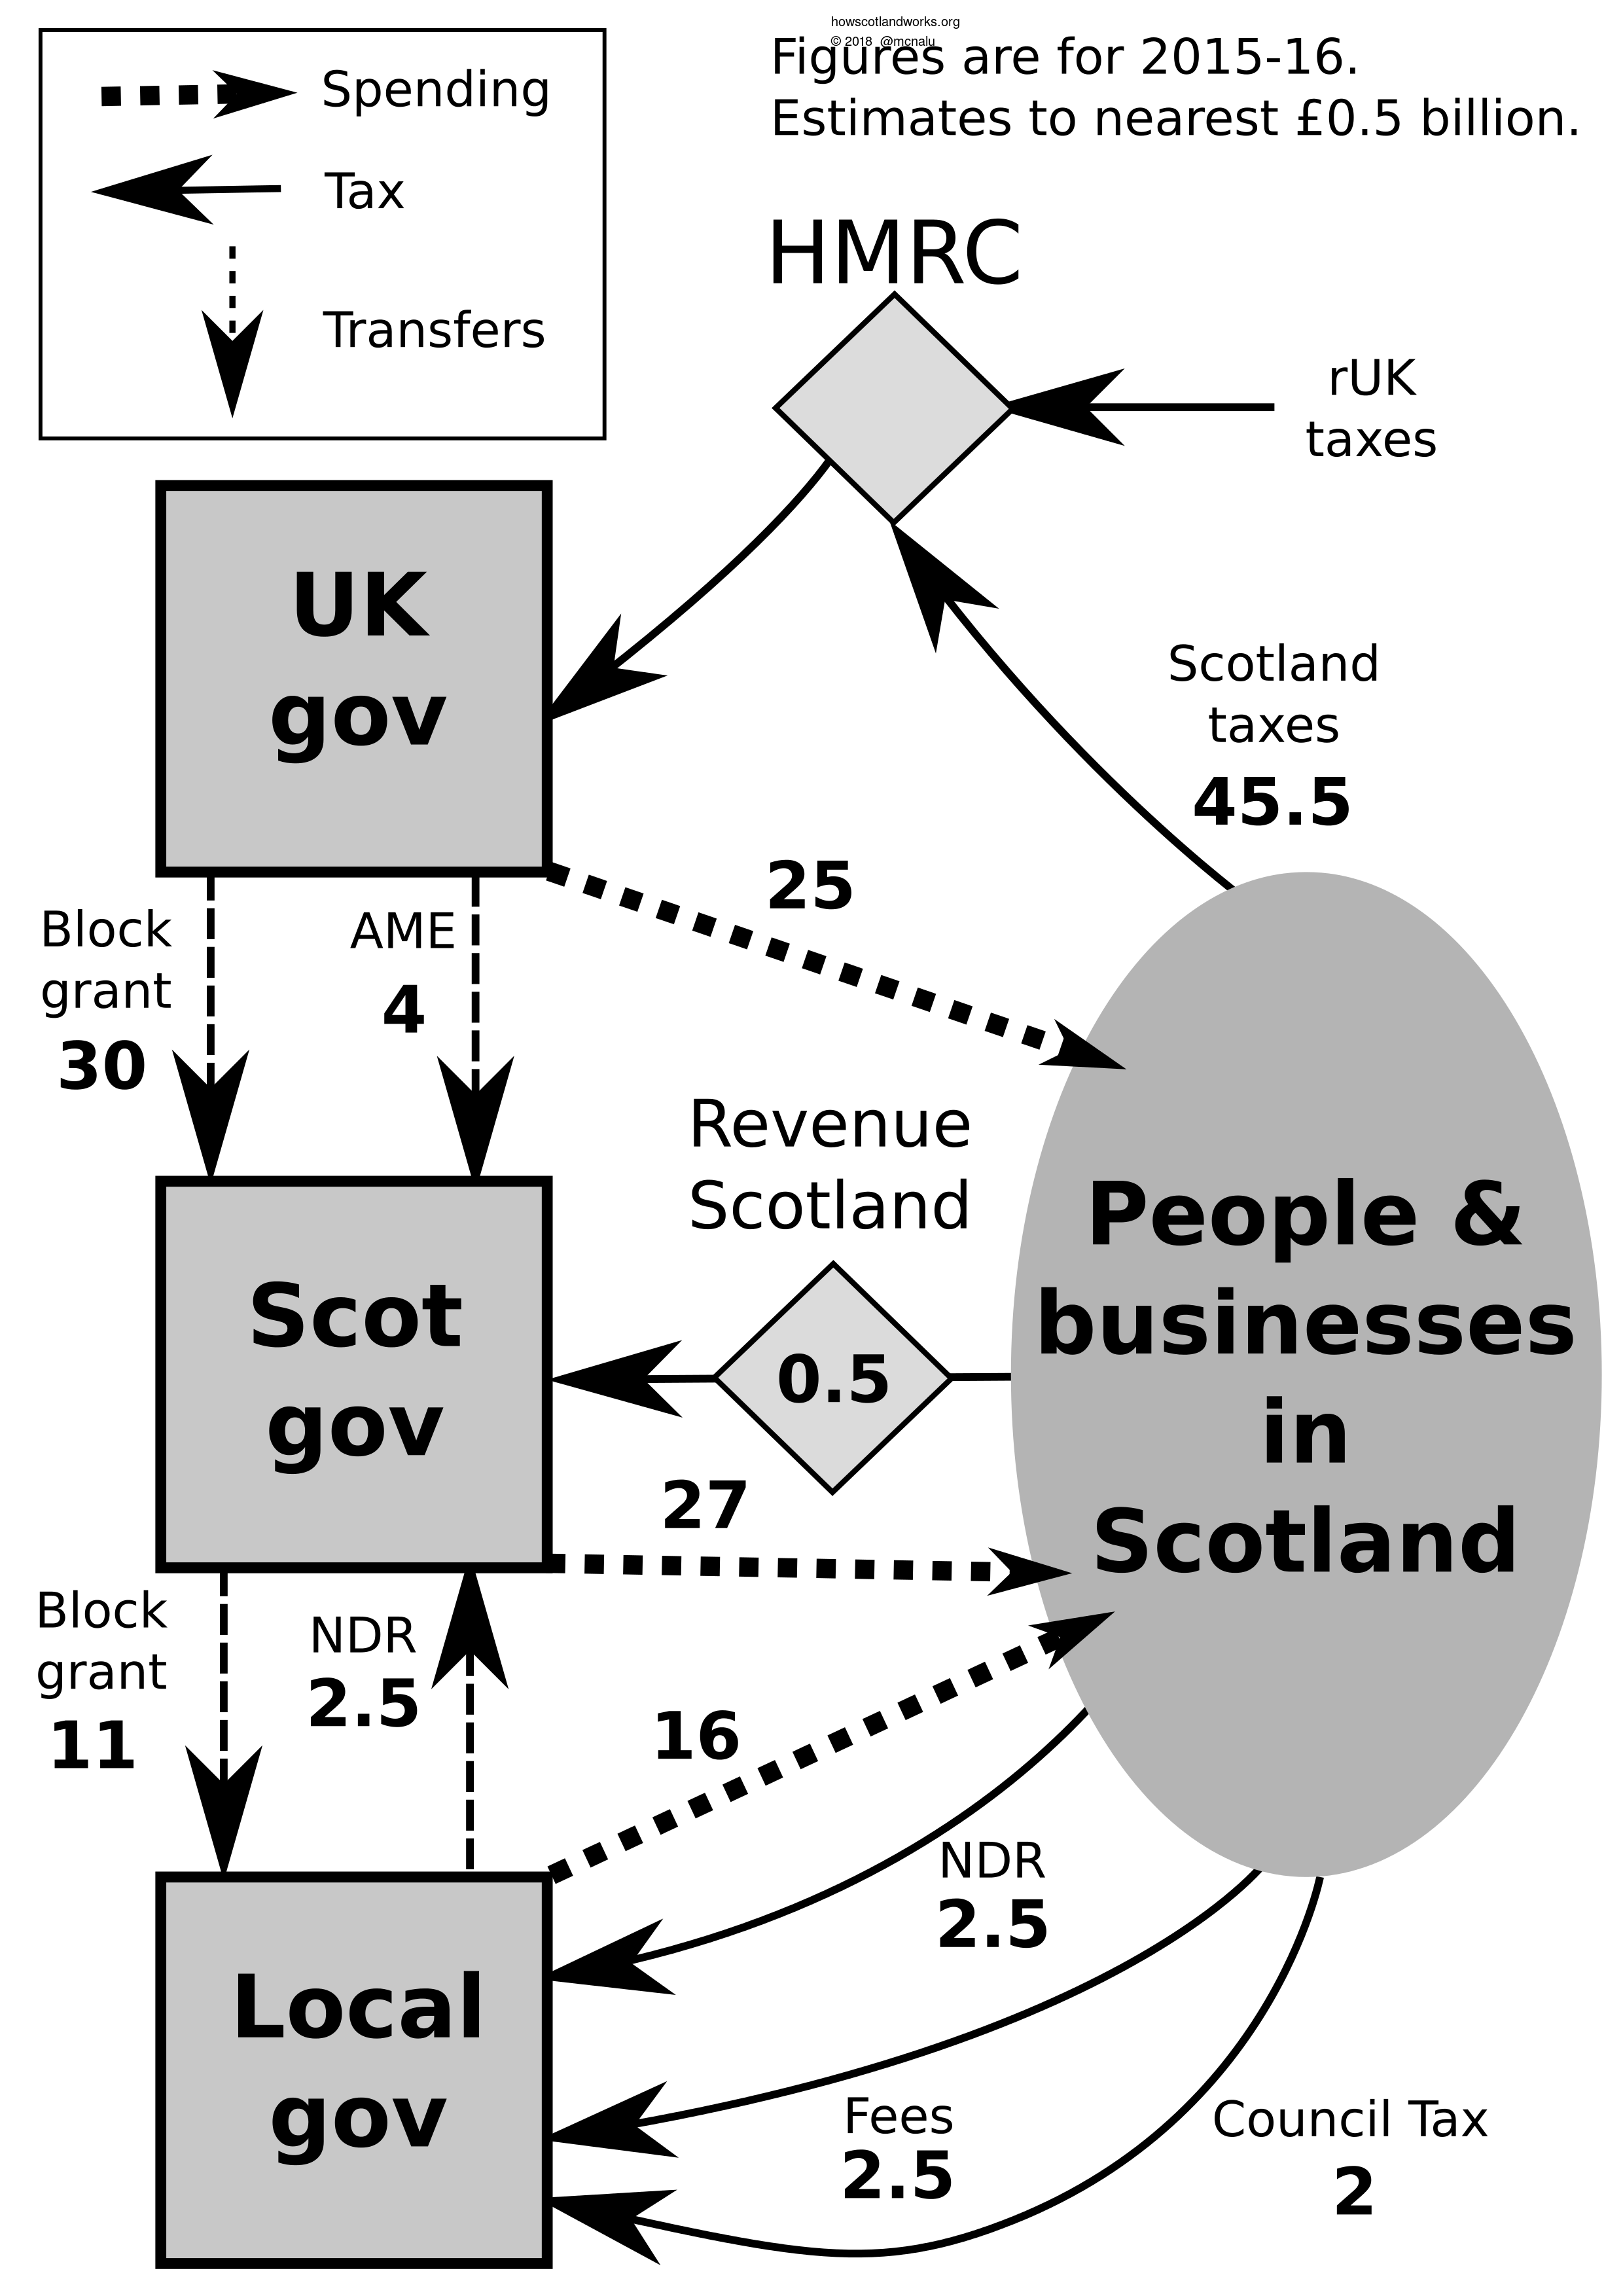 howscotlandworks.org
© 2018 @mcnalu
Figures are for 2015-16.
Estimates to nearest £0.5 billion.
Spending
Tax
Transfers
HMRC
rUK
taxes
UK
gov
Scotland
taxes
45.5
25
Block
grant
30
AME
4
Revenue
Scotland
0.5
People &
businesses
in
Scotland
Scot
gov
27
Block
grant
11
NDR
2.5
16
NDR
2.5
Local
gov
Fees
2.5
Council Tax
2